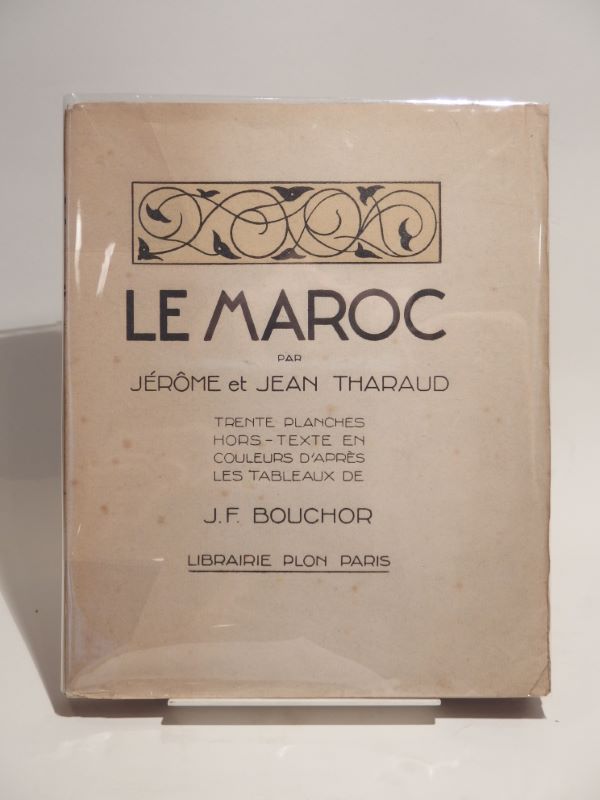 LE MAROC
PAR
JÉRÔME et JEAN THARAUD
TRENTE PLANCHES
HORS-TEXTE EN
COULEURS D'APRÈS
LES TABLEAUX DE
J.F. BOUCHOR
LIBRAIRIE PLON PARIS